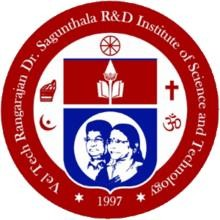 Vel Tech Rangarajan Dr. Sagunthala R&D Institute of Science and Technology
1997